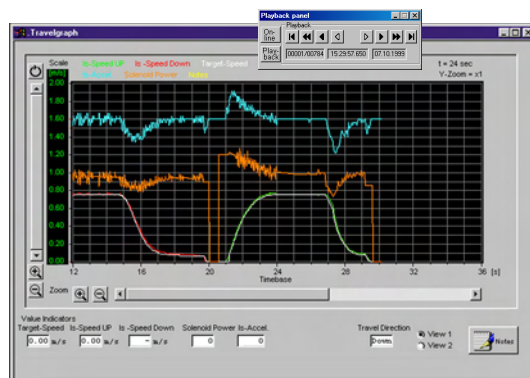 Playback panel
On-line
Playback
Play-back
00001/00784
15:29:57.650
07.10.1999
.Travelgraph
Scale
Is-Speed UP
Is -Speed Down
Target-Speed
t = 24 sec
[m/s]
Is-Accel.
Solenoid Power
Notes
Y-Zoom = x1
2.00
1.80
1.60
1.40
1.20
1.00
0.80
0.60
0.40
0.20
0.00
12
16
20
24
28
32
36
[s]
Timebase
Zoom
Value Indicators
Target-Speed
Is-Speed UP
Is -Speed Down
Solenoid Power
Is-Accel.
Travel Direction
0.00 m/s
0.00 m/s
- m/s
0
0
Down
View 1
View 2
Notes